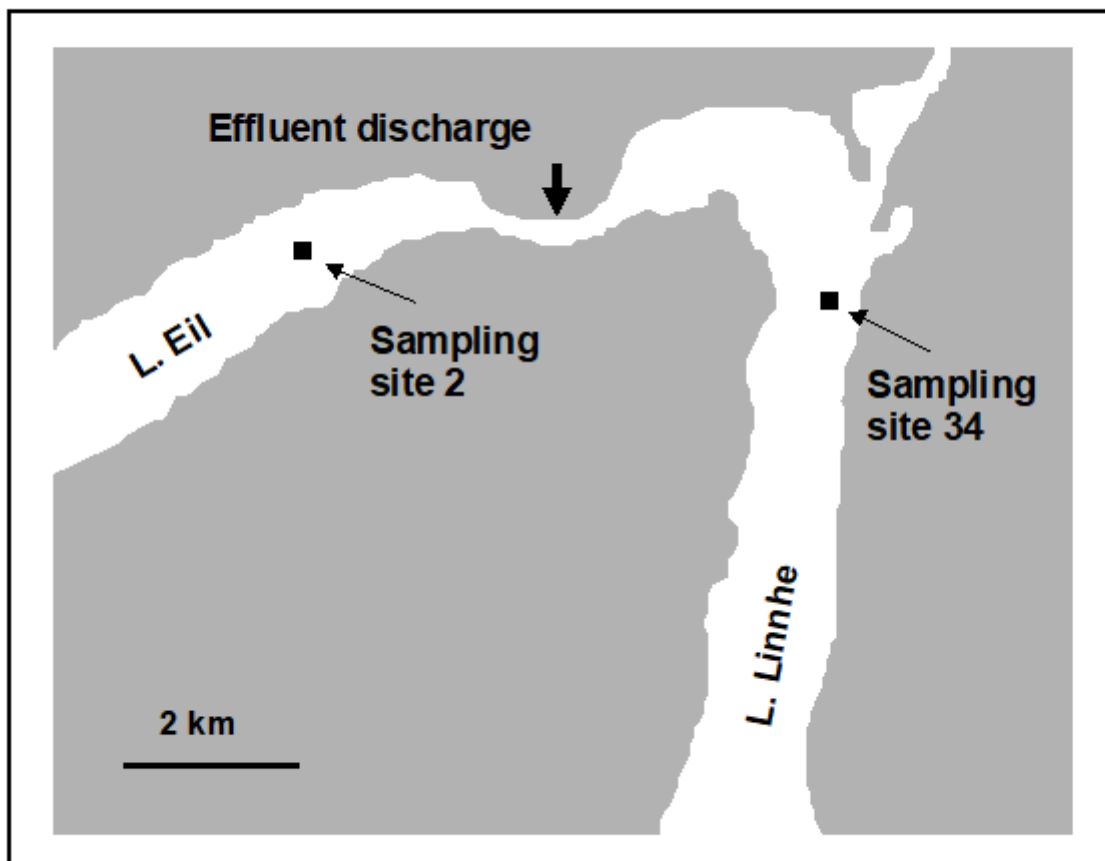 Effluent discharge
L. Eil
Sampling
site 2
Sampling
site 34
L. Linnhe
2 km